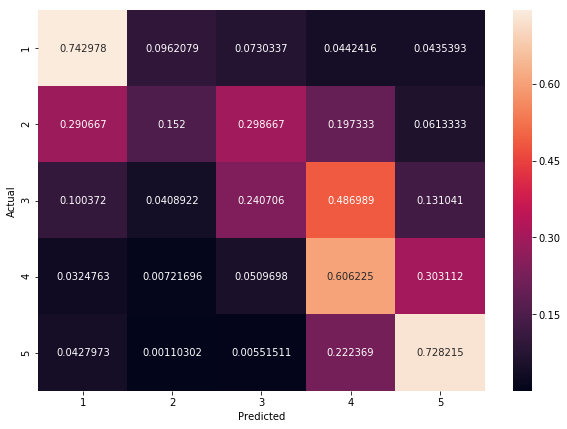 1 0.742978 0.0962079 0.0730337 0.0442416 0.0435393
2 0.290667 0.152 0.298667 0.197333 0.0613333
3 0.100372 0.0408922 0.240706 0.486989 0.131041
4 0.0324763 0.00721696 0.0509698 0.606225 0.303112
5 0.0427973 0.00110302 0.00551511 0.222369 0.728215
1 2 3 4 5
Actual
Predicted
0.60
0.45
0.30
0.15